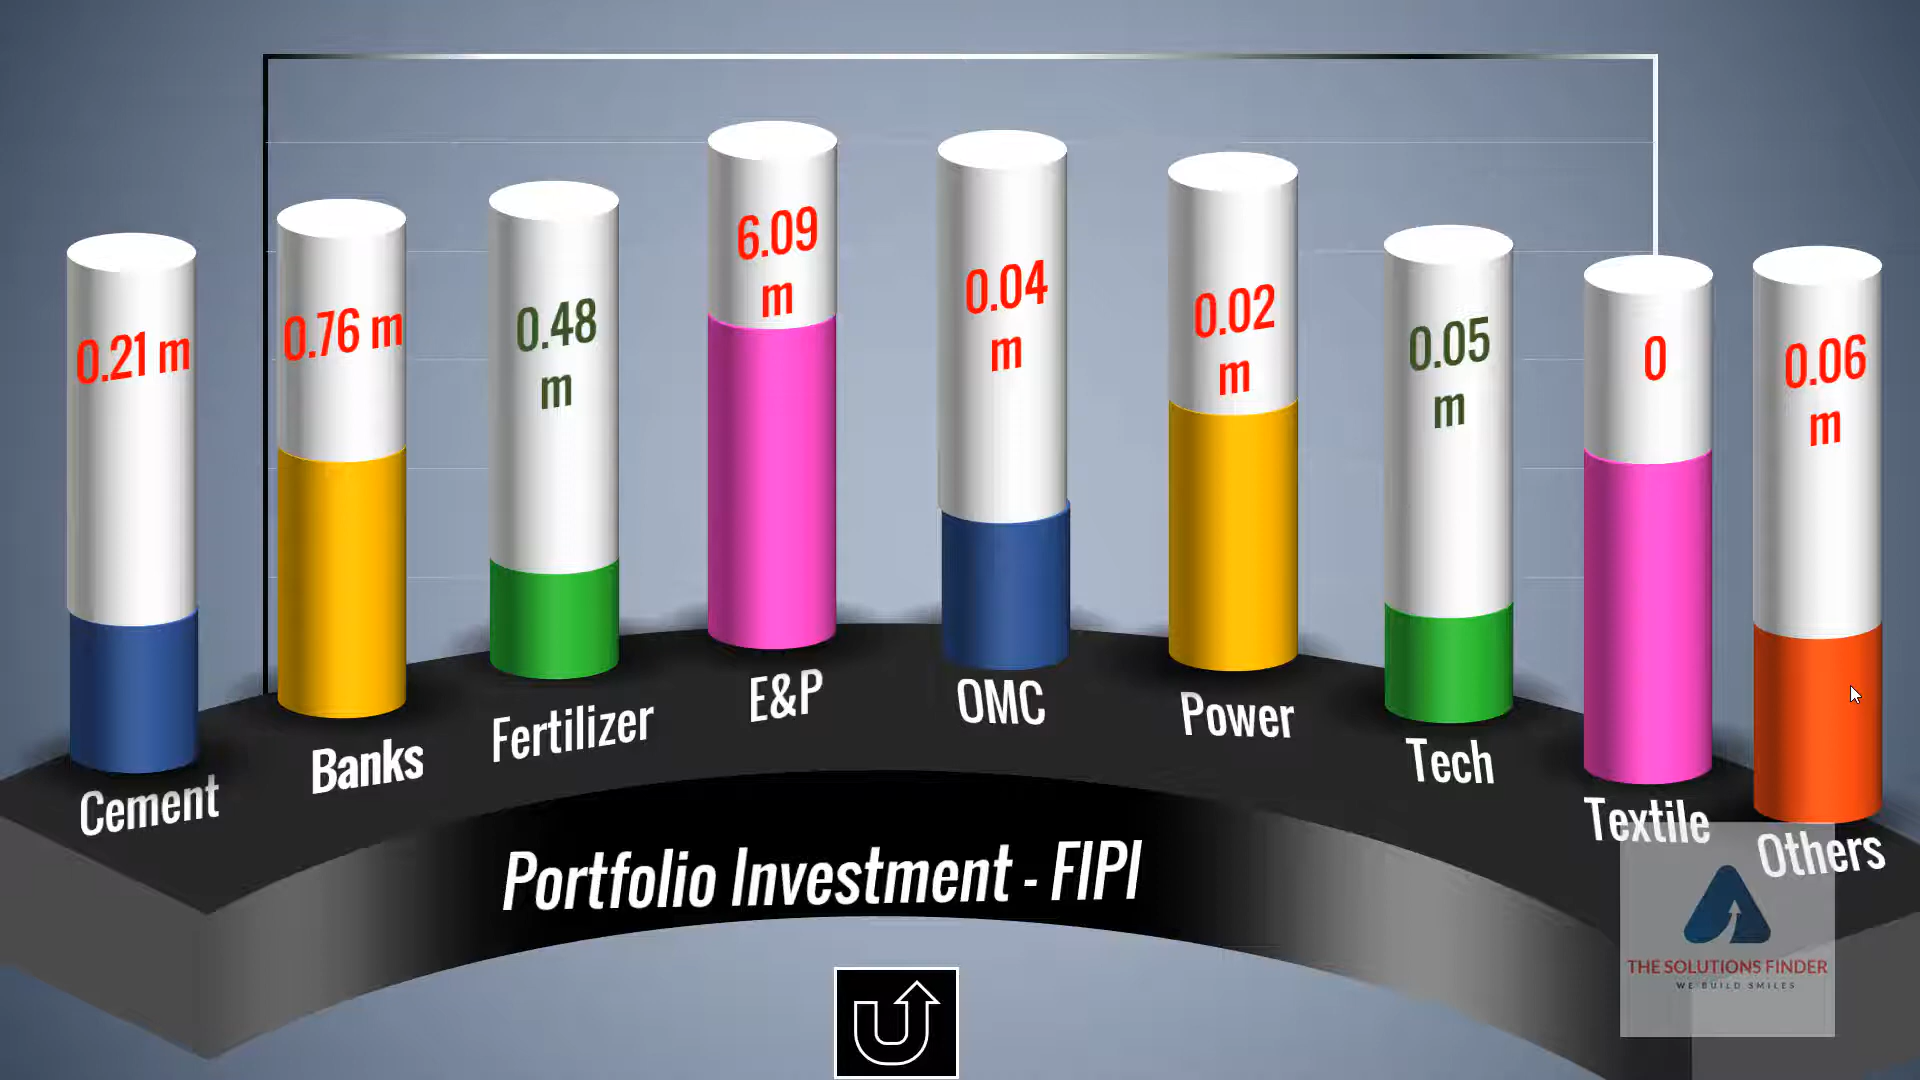 0.21 m
0.76 m
0.48
m
6.09
m
0.04
m
0.02
m
0.05
m
0
0.06
m
Cement
Banks
Fertilizer
E&P
OMC
Power
Tech
Textile
Others
Portfolio Investment - FIPI
THE SOLUTIONS FINDER
WE BUILD SMILES